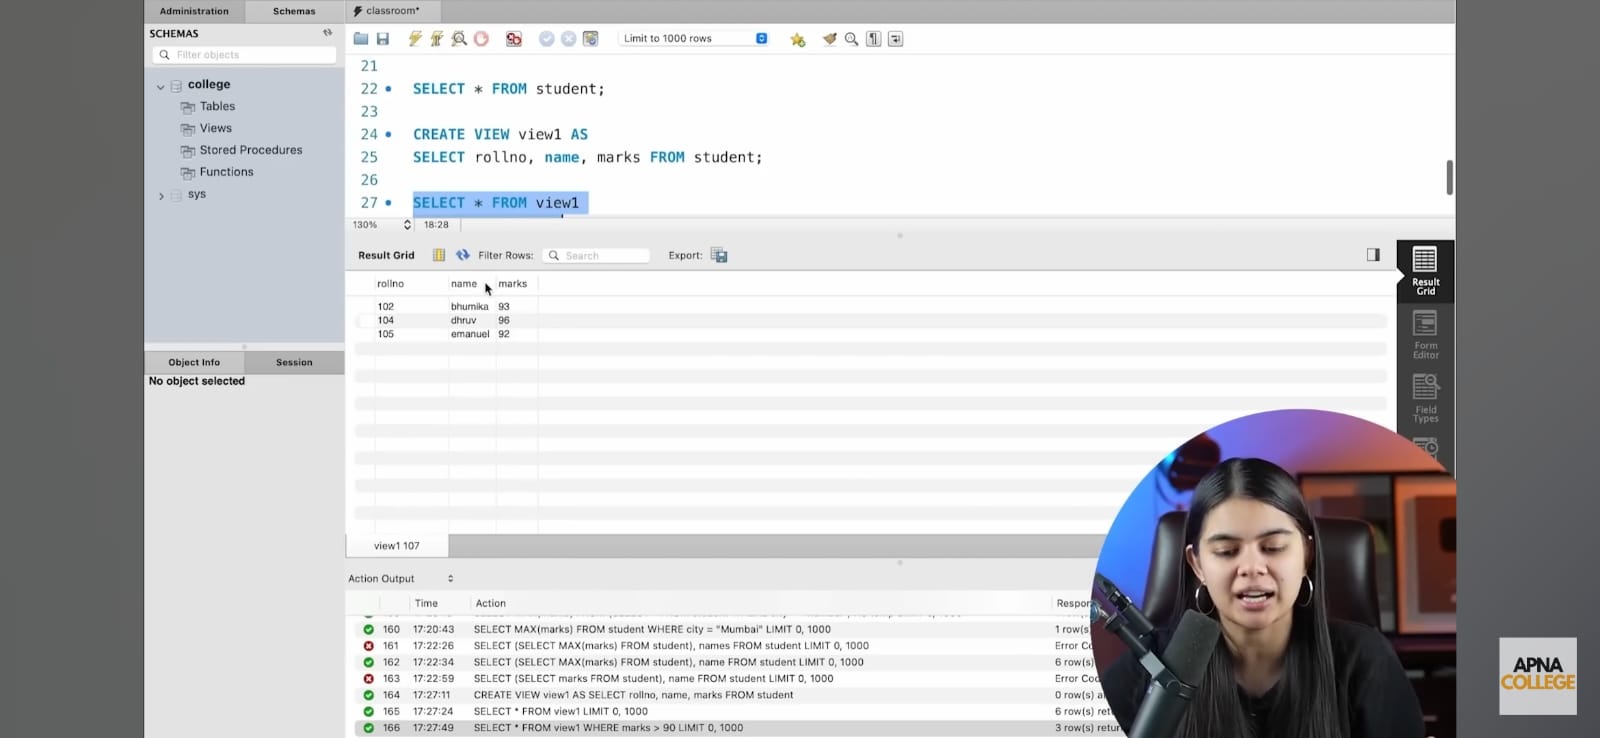 Administration Schemas classroom*
SCHEMAS
Filter objects
Limit to 1000 rows
college
Tables
Views
Stored Procedures
Functions
sys
21
22 SELECT * FROM student;
23
24 CREATE VIEW view1 AS
25 SELECT rollno, name, marks FROM student;
26
27 SELECT * FROM view1
130% 18:28
Result Grid Filter Rows: Search Export:
rollno name marks
102 bhumika 93
104 dhruv 96
105 emanuel 92
Result Grid
Form Editor
Field Types
Object Info Session
No object selected
view1 107
Action Output
Time Action
160 17:20:43 SELECT MAX(marks) FROM student WHERE city = "Mumbai" LIMIT 0, 1000 1 row(s)
161 17:22:26 SELECT (SELECT MAX(marks) FROM student), names FROM student LIMIT 0, 1000 Error Co
162 17:22:34 SELECT (SELECT MAX(marks) FROM student), name FROM student LIMIT 0, 1000 6 row(s)
163 17:22:59 SELECT (SELECT marks FROM student), name FROM student LIMIT 0, 1000 Error Co
164 17:27:11 CREATE VIEW view1 AS SELECT rollno, name, marks FROM student 0 row(s)
165 17:27:24 SELECT * FROM view1 LIMIT 0, 1000 6 row(s)
166 17:27:49 SELECT * FROM view1 WHERE marks > 90 LIMIT 0, 1000 3 row(s)
APNA
COLLEGE